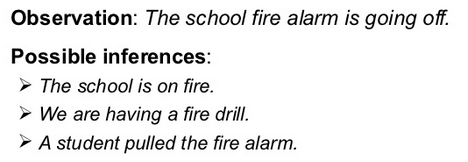 Observation: The school fire alarm is going off.
Possible inferences:
➢ The school is on fire.
➢ We are having a fire drill.
➢ A student pulled the fire alarm.